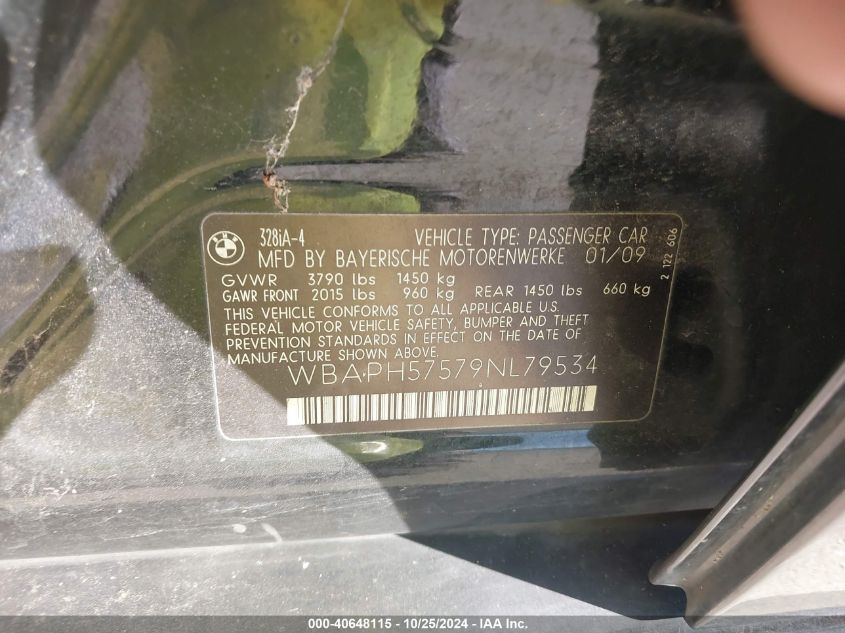 BMW
328iA-4 VEHICLE TYPE: PASSENGER CAR
MFD BY BAYERISCHE MOTORENWERKE 01/09
GVWR 3790 lbs 1450 kg
GAWR FRONT 2015 lbs 960 kg REAR 1450 lbs 660 kg
THIS VEHICLE CONFORMS TO ALL APPLICABLE U.S.
FEDERAL MOTOR VEHICLE SAFETY, BUMPER AND THEFT
PREVENTION STANDARDS IN EFFECT ON THE DATE OF
MANUFACTURE SHOWN ABOVE.
WBAPH57579NL79534
2 122 606
000-40648115 - 10/25/2024 - IAA, Inc.